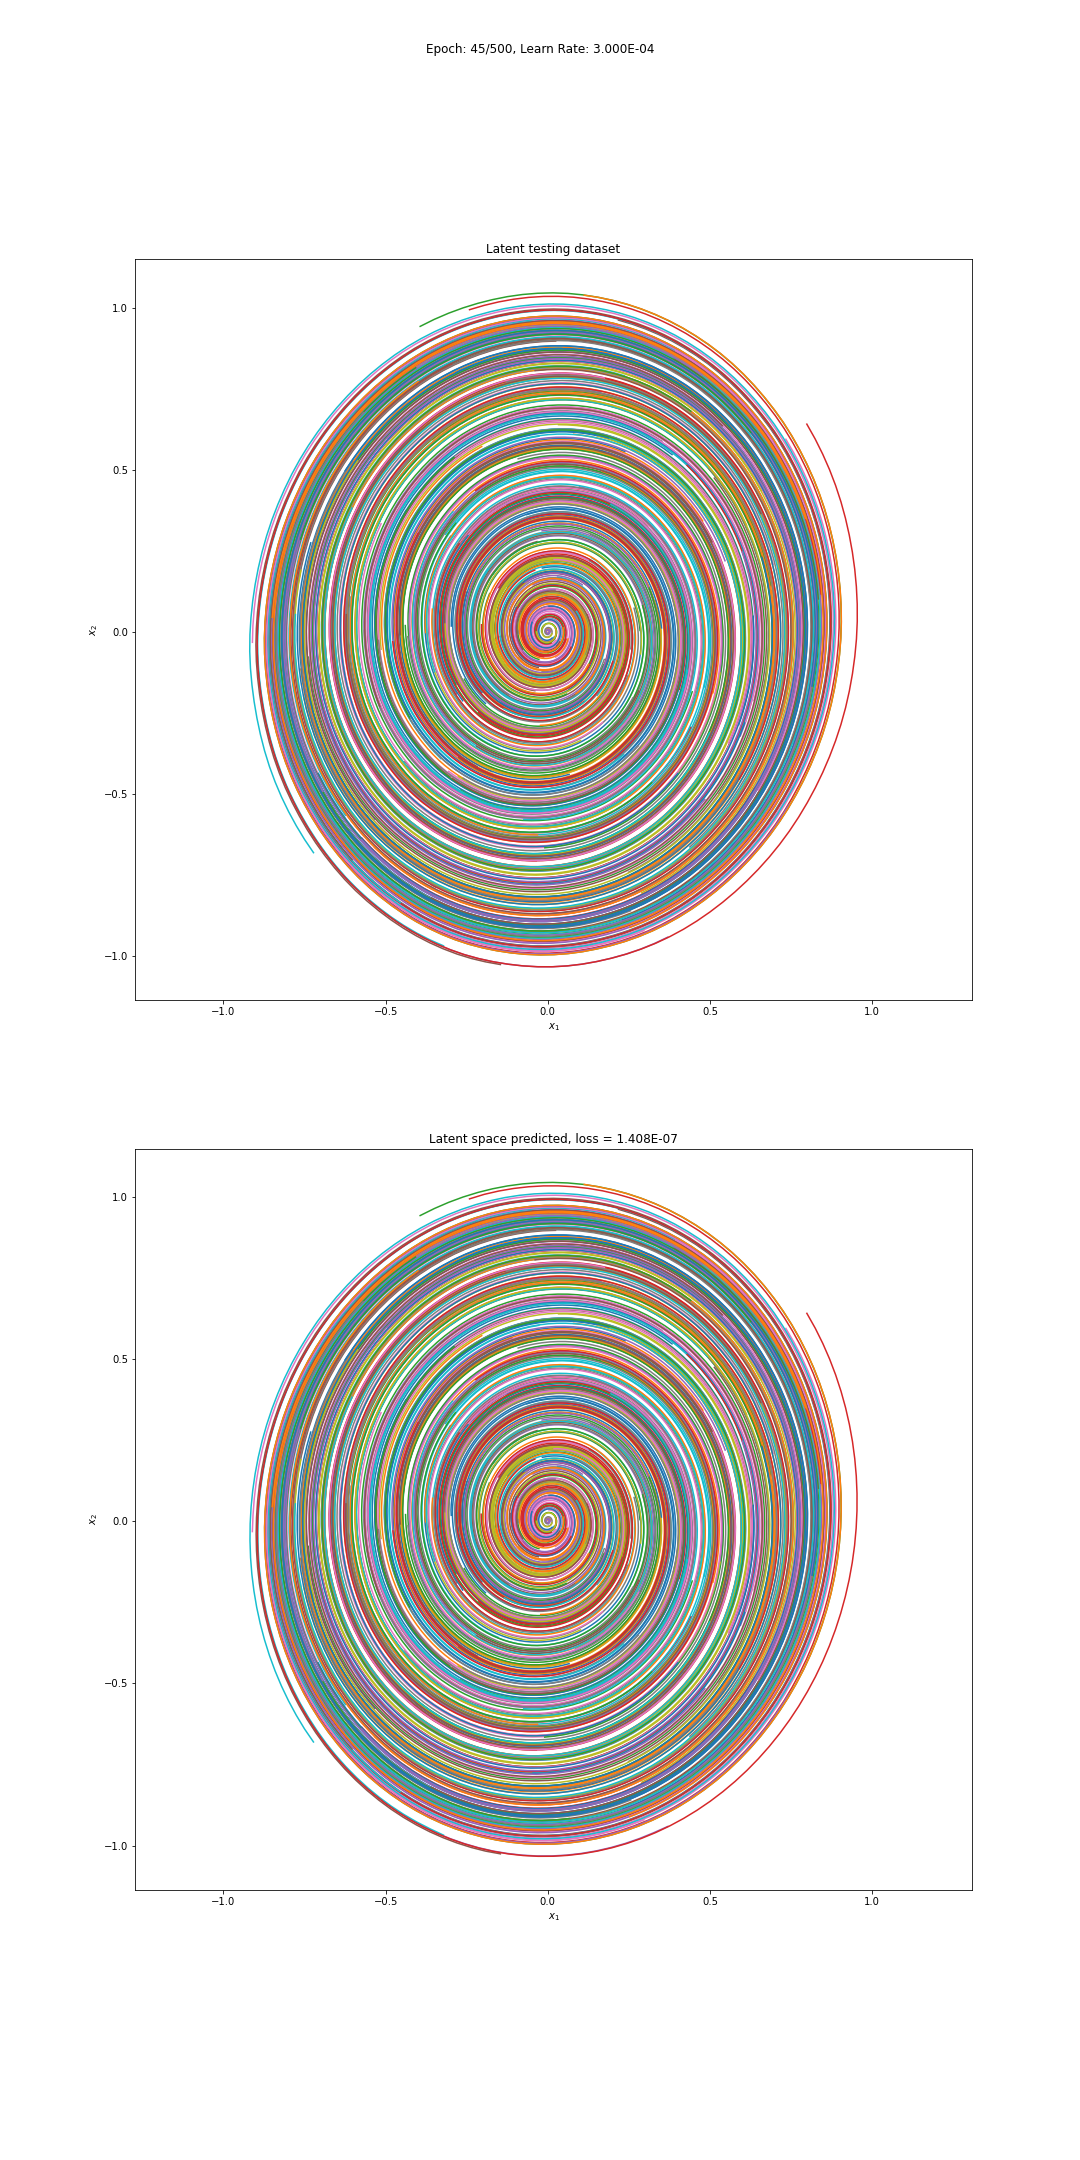 Epoch: 45/500, Learn Rate: 3.000E-04
Latent testing dataset
1.0
0.5
0.0
−0.5
−1.0
x₂
−1.0 −0.5 0.0 0.5 1.0
x₁
Latent space predicted, loss = 1.408E-07
1.0
0.5
0.0
−0.5
−1.0
x₂
−1.0 −0.5 0.0 0.5 1.0
x₁